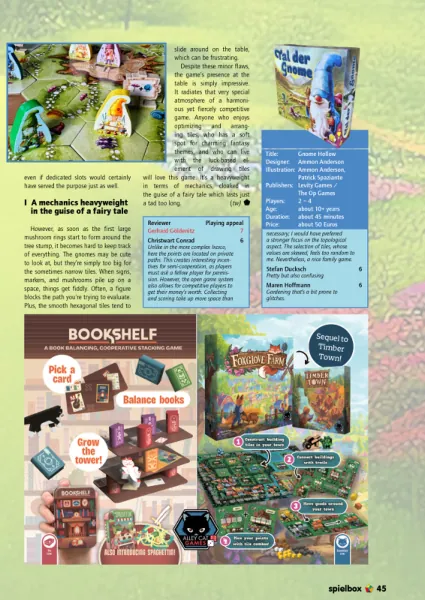 even if dedicated slots would certainly
have served the purpose just as well.
I A mechanics heavyweight
in the guise of a fairy tale
However, as soon as the first large
mushroom rings start to form around the
tree stump, it becomes hard to keep track
of everything. The gnomes may be cute
to look at, but they're simply too big for
the sometimes narrow tiles. When signs,
markers, and mushrooms pile up on a
space, things get fiddly. Often, a figure
blocks the path you're trying to evaluate.
Plus, the smooth hexagonal tiles tend to
slide around on the table,
which can be frustrating.
Despite these minor flaws,
the game's presence at the
table is simply impressive.
It radiates that very special
atmosphere of a harmoni-
ous yet fiercely competitive
game. Anyone who enjoys
optimizing and arrang-
ing tiles, who has a soft
spot for charming fantasy
themes, and who can live
with the luck-based el-
ement of drawing tiles
will love this game. It's a heavyweight
in terms of mechanics cloaked in
the guise of a fairy tale which lasts just
a tad too long. (tw)
Reviewer Playing appeal
Gerhard Goldewitz 7
Christwart Conrad 6
Unlike in the more complex
here the points are located on private
paths. This creates interesting incen-
tives for semi-cooperation, as players
must use a fellow player for permis-
sion. However, the open game system
also allows for competitive players to
get their money's worth. Collecting
and scoring take up more space than
Tal der
Gnome
Title: Gnome Hollow
Designer: Ammon Anderson
Illustration: Ammon Anderson,
Patrick Spaziante
Publishers: Levity Games /
The Op Games
Players: 2 – 4
Age: about 10+ years
Duration: about 45 minutes
Price: about 50 Euros
necessary; I would have preferred
a stronger focus on the topological
aspect. The selection of tiles, whose
values are skewed, feels too random to
me. Nevertheless, a nice family game.
Stefan Ducksch 6
Pretty but also confusing
Maren Hoffmann 6
Gardening that's a bit prone to
glitches.
BOOKSHELF
A BOOK BALANCING, COOPERATIVE STACKING GAME
Pick a
card
Balance books
Grow
the
tower!
BOOKSHELF
ALSO INTRODUCING SPAGHETTI!
ALLEY CAT
GAMES
FOXGLOVE FARM
TIMBER
TOWN
Sequel to
Timber
Town!
1 Construct building
tiles in your town
2 Connect buildings
with roads
3 Move guide around
your town
spielbox 45